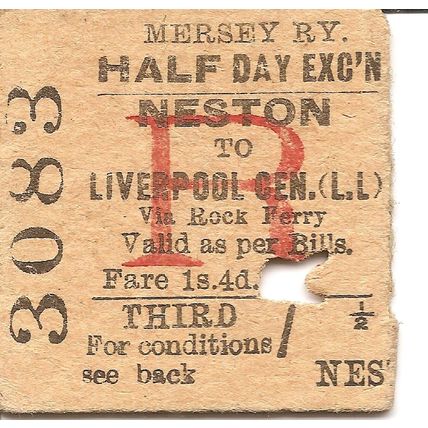 MERSEY RY.
HALF DAY EXC'N
NESTON
TO
LIVERPOOL CEN.(L.L)
Via Rock Ferry
Valid as per Bills.
Fare 1s.4d.
THIRD / ½
For conditions
see back
NES
R
3083